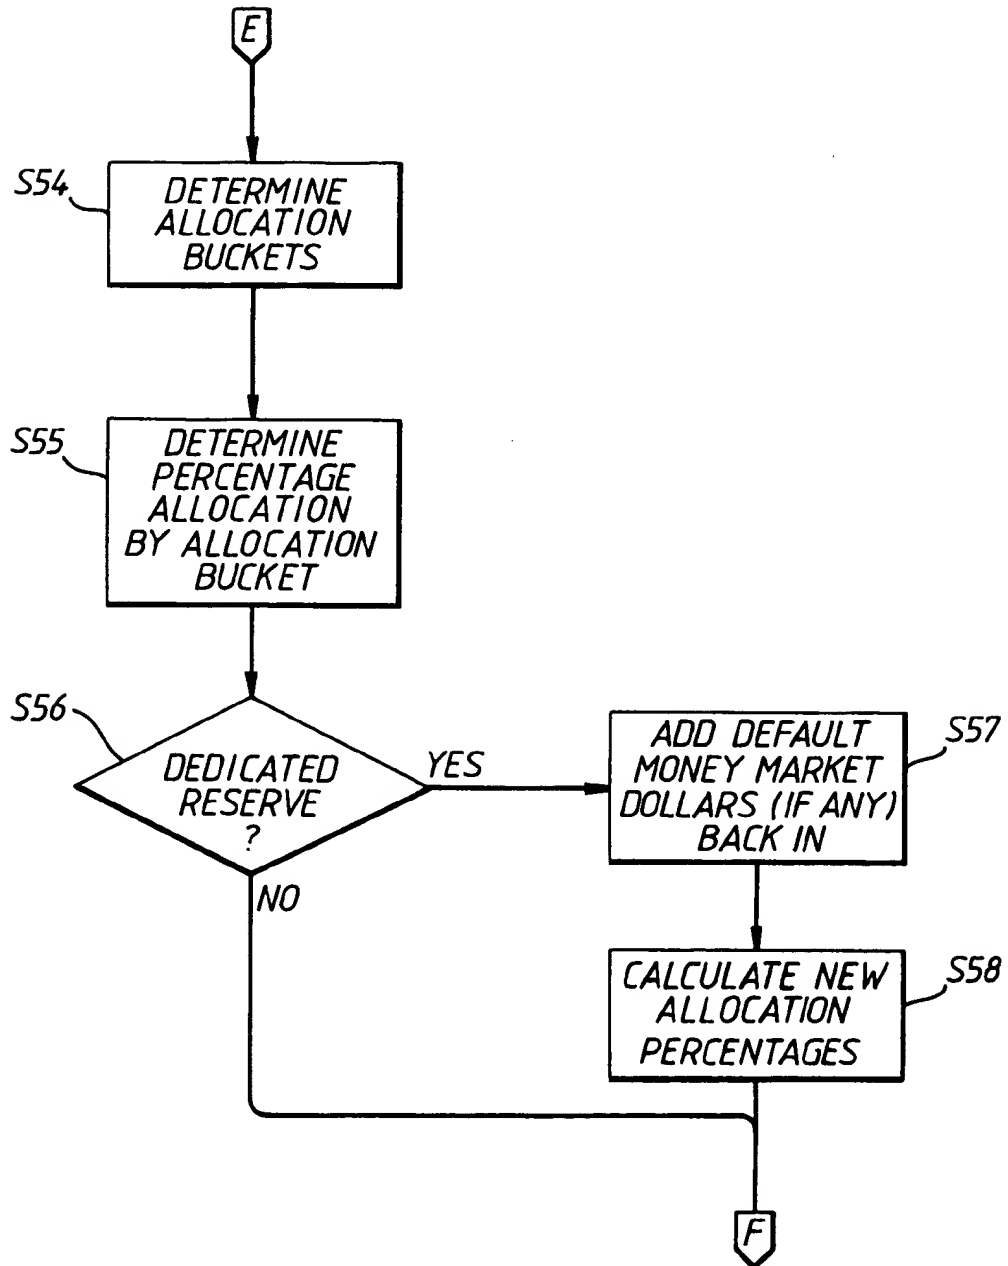 E
S54
DETERMINE
ALLOCATION
BUCKETS
S55
DETERMINE
PERCENTAGE
ALLOCATION
BY ALLOCATION
BUCKET
S56
DEDICATED
RESERVE
?
YES
NO
S57
ADD DEFAULT
MONEY MARKET
DOLLARS (IF ANY)
BACK IN
S58
CALCULATE NEW
ALLOCATION
PERCENTAGES
F